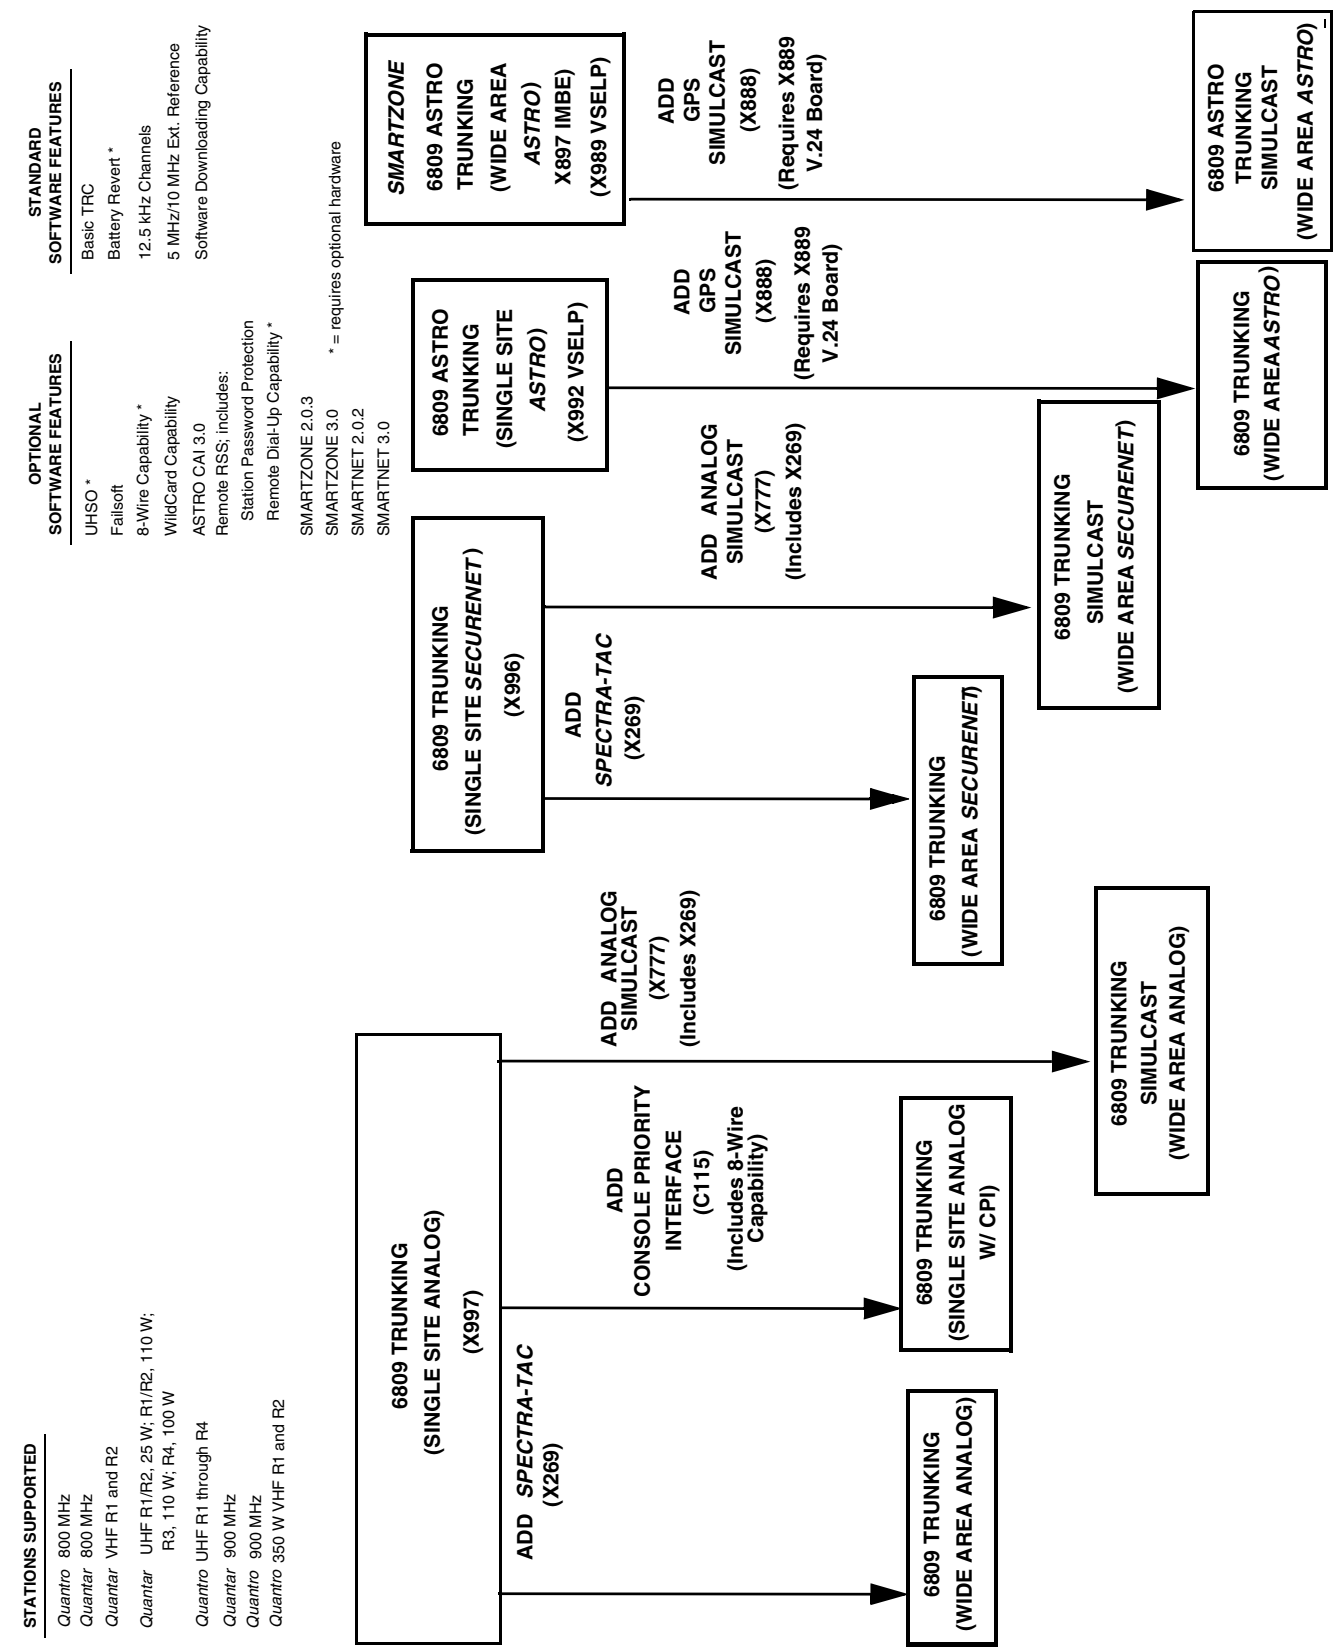 STATIONS SUPPORTED
Quantro 800 MHz
Quantar 800 MHz
Quantar VHF R1 and R2
Quantar UHF R1/R2, 25 W; R1/R2, 110 W;
R3, 110 W; R4, 100 W
Quantro UHF R1 through R4
Quantar 900 MHz
Quantro 900 MHz
Quantro 350 W VHF R1 and R2
OPTIONAL
SOFTWARE FEATURES
UHSO *
Failsoft
8-Wire Capability *
WildCard Capability
ASTRO CAI 3.0
Remote RSS; includes:
Station Password Protection
Remote Dial-Up Capability *
SMARTZONE 2.0.3
SMARTZONE 3.0
SMARTNET 2.0.2
SMARTNET 3.0
STANDARD
SOFTWARE FEATURES
Basic TRC
Battery Revert *
12.5 kHz Channels
5 MHz/10 MHz Ext. Reference
Software Downloading Capability
* = requires optional hardware
6809 TRUNKING
(SINGLE SITE ANALOG)
(X997)
6809 TRUNKING
(SINGLE SITE SECURENET)
(X996)
6809 ASTRO
TRUNKING
(SINGLE SITE
ASTRO)
(X992 VSELP)
SMARTZONE
6809 ASTRO
TRUNKING
(WIDE AREA
ASTRO)
X897 IMBE)
(X989 VSELP)
ADD SPECTRA-TAC
(X269)
ADD
CONSOLE PRIORITY
INTERFACE
(C115)
(Includes 8-Wire
Capability)
ADD ANALOG
SIMULCAST
(X777)
(Includes X269)
ADD
SPECTRA-TAC
(X269)
ADD ANALOG
SIMULCAST
(X777)
(Includes X269)
ADD
GPS
SIMULCAST
(X888)
(Requires X889
V.24 Board)
ADD
GPS
SIMULCAST
(X888)
(Requires X889
V.24 Board)
6809 TRUNKING
(WIDE AREA ANALOG)
6809 TRUNKING
(SINGLE SITE ANALOG
W/ CPI)
6809 TRUNKING
SIMULCAST
(WIDE AREA ANALOG)
6809 TRUNKING
(WIDE AREA SECURENET)
6809 TRUNKING
SIMULCAST
(WIDE AREA SECURENET)
6809 TRUNKING
(WIDE AREA ASTRO)
6809 ASTRO
TRUNKING
SIMULCAST
(WIDE AREA ASTRO)